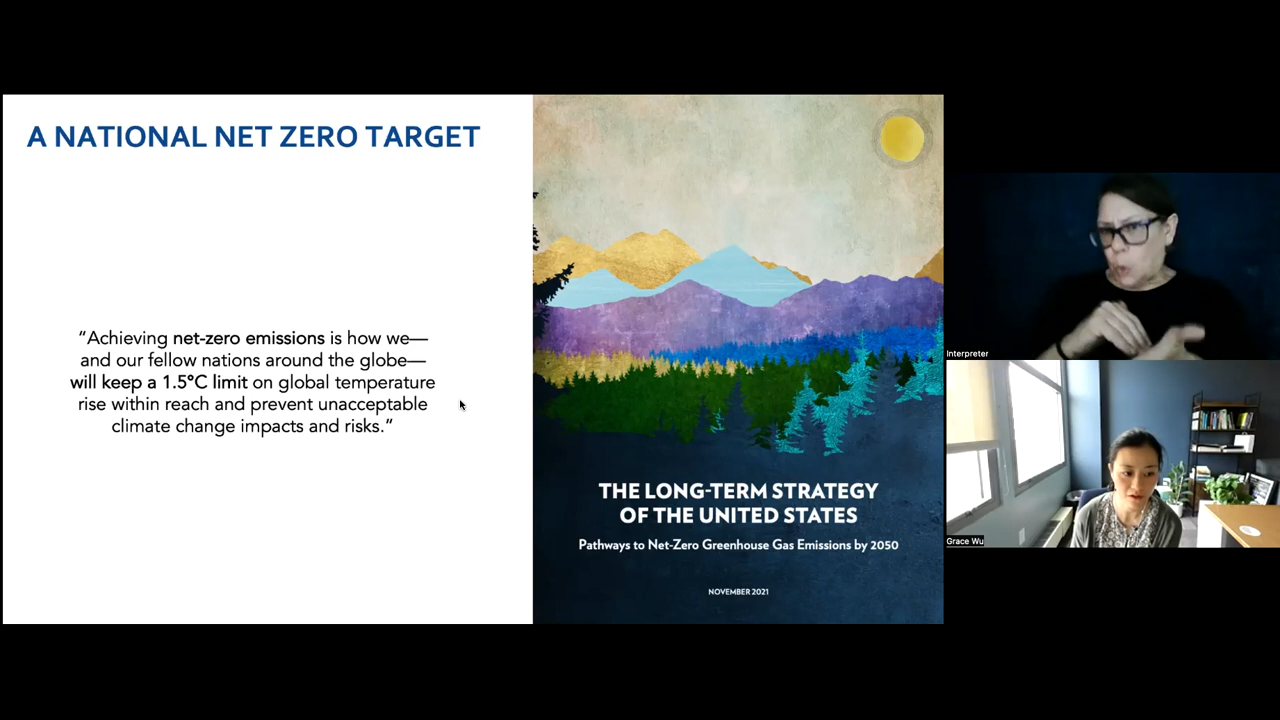 A NATIONAL NET ZERO TARGET
“Achieving net-zero emissions is how we—
and our fellow nations around the globe—
will keep a 1.5°C limit on global temperature
rise within reach and prevent unacceptable
climate change impacts and risks.”
THE LONG-TERM STRATEGY
OF THE UNITED STATES
Pathways to Net-Zero Greenhouse Gas Emissions by 2050
NOVEMBER 2021
Interpreter
Grace Wu